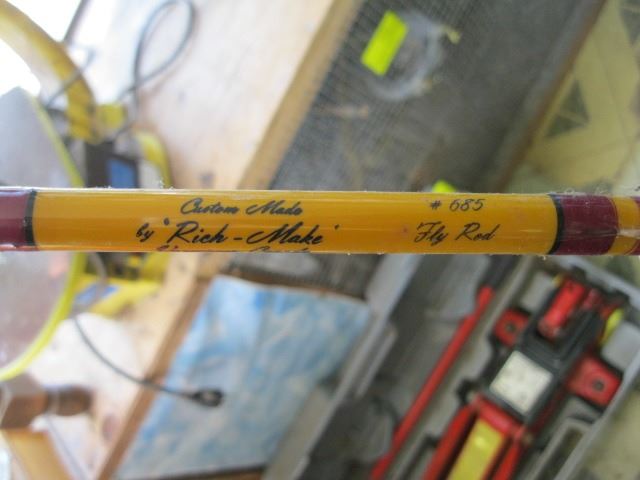 Custom Made
by "Rich-Make"
# 685
Fly Rod